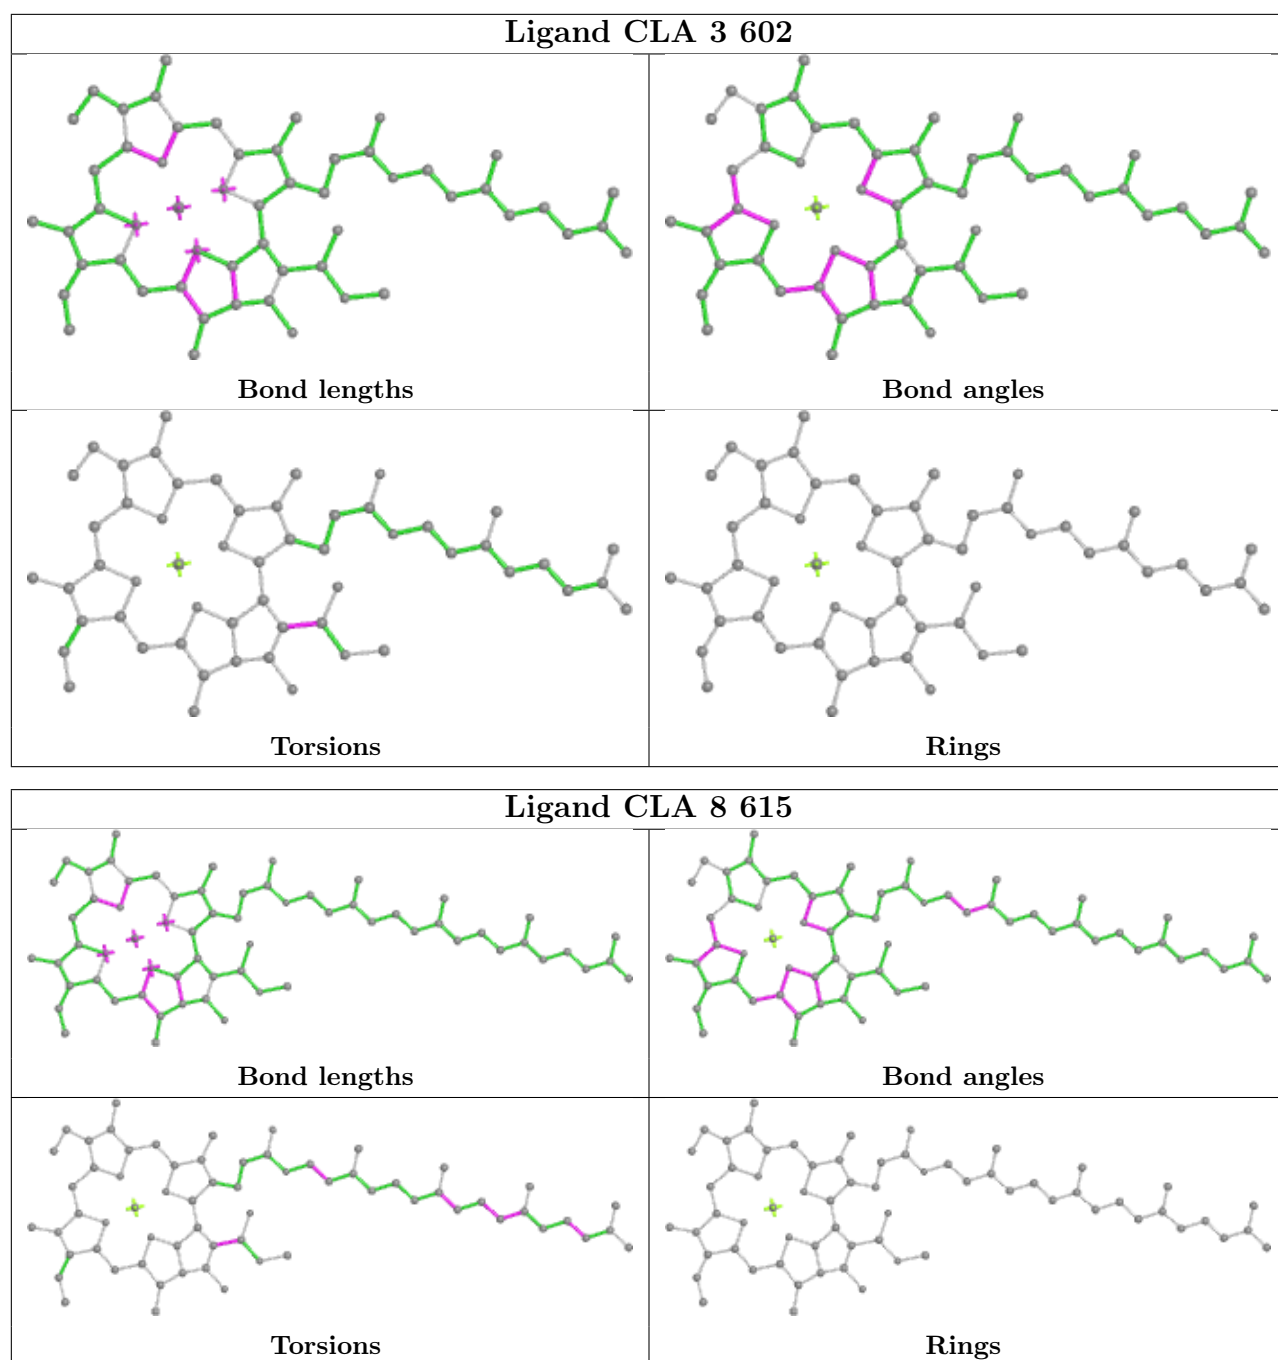 Ligand CLA 3 602
Bond lengths
Bond angles
Torsions
Rings
Ligand CLA 8 615
Bond lengths
Bond angles
Torsions
Rings